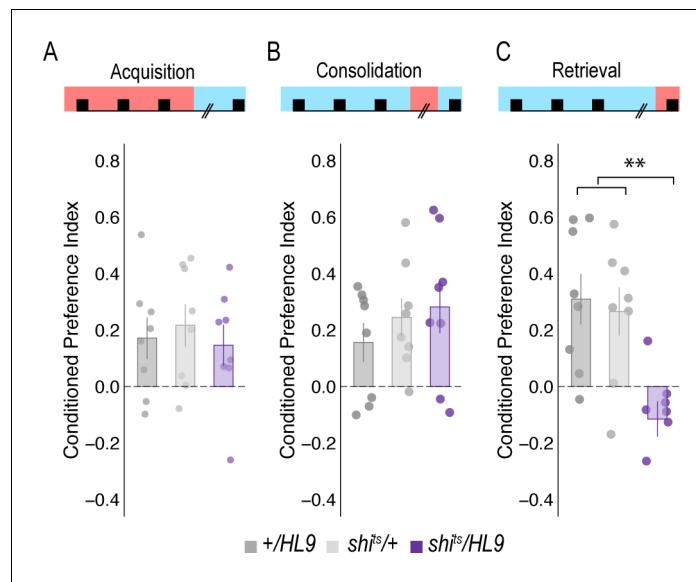 A
Acquisition
B
Consolidation
C
Retrieval
Conditioned Preference Index
0.8
0.6
0.4
0.2
0.0
−0.2
−0.4
Conditioned Preference Index
0.8
0.6
0.4
0.2
0.0
−0.2
−0.4
Conditioned Preference Index
0.8
0.6
0.4
0.2
0.0
−0.2
−0.4
**
+/HL9 shiᵗˢ/+ shiᵗˢ/HL9